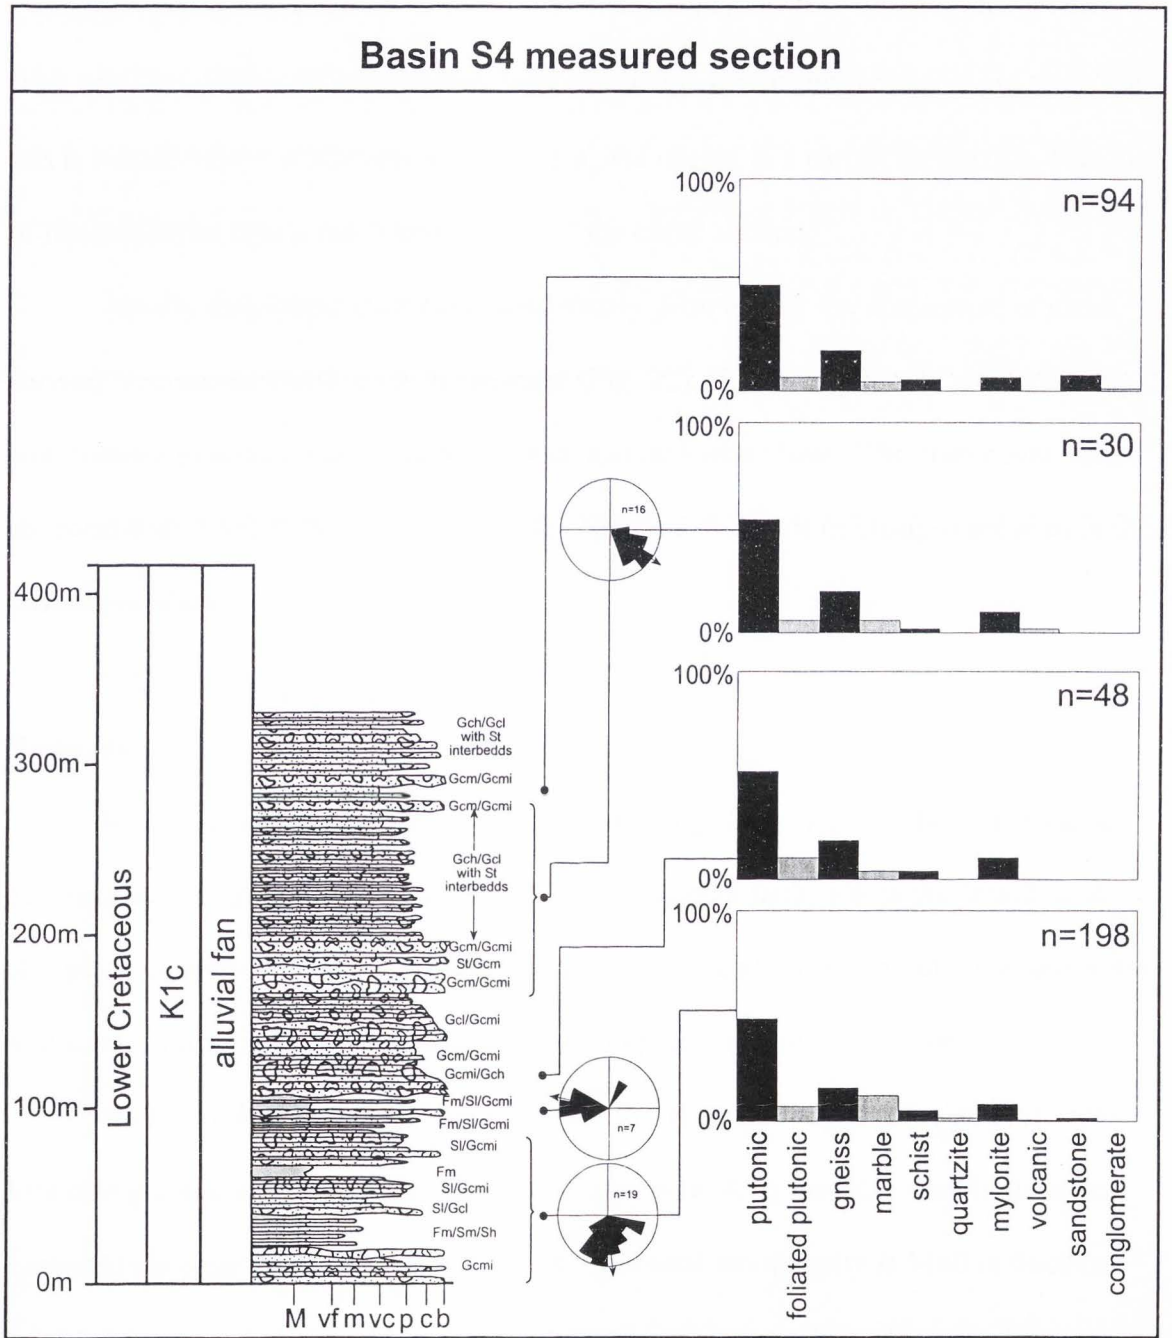 Basin S4 measured section
100%
n=94
0%
100%
n=30
0%
n=16
100%
n=48
0%
100%
n=198
0%
400m
300m
200m
100m
0m
Lower Cretaceous
K1c
alluvial fan
Gch/Gcl
with St
interbedds
Gcm/Gcmi
Gcm/Gcmi
Gch/Gcl
with St
interbedds
Gcm/Gcmi
St/Gcm
Gcm/Gcmi
Gcl/Gcmi
Gcm/Gcmi
Gcmi/Gch
Fm/Sl/Gcmi
Fm/Sl/Gcmi
Sl/Gcmi
Fm
Sl/Gcmi
Sl/Gcl
Fm/Sm/Sh
Gcmi
n=7
n=19
M vf m vc p c b
plutonic
foliated plutonic
gneiss
marble
schist
quartzite
mylonite
volcanic
sandstone
conglomerate